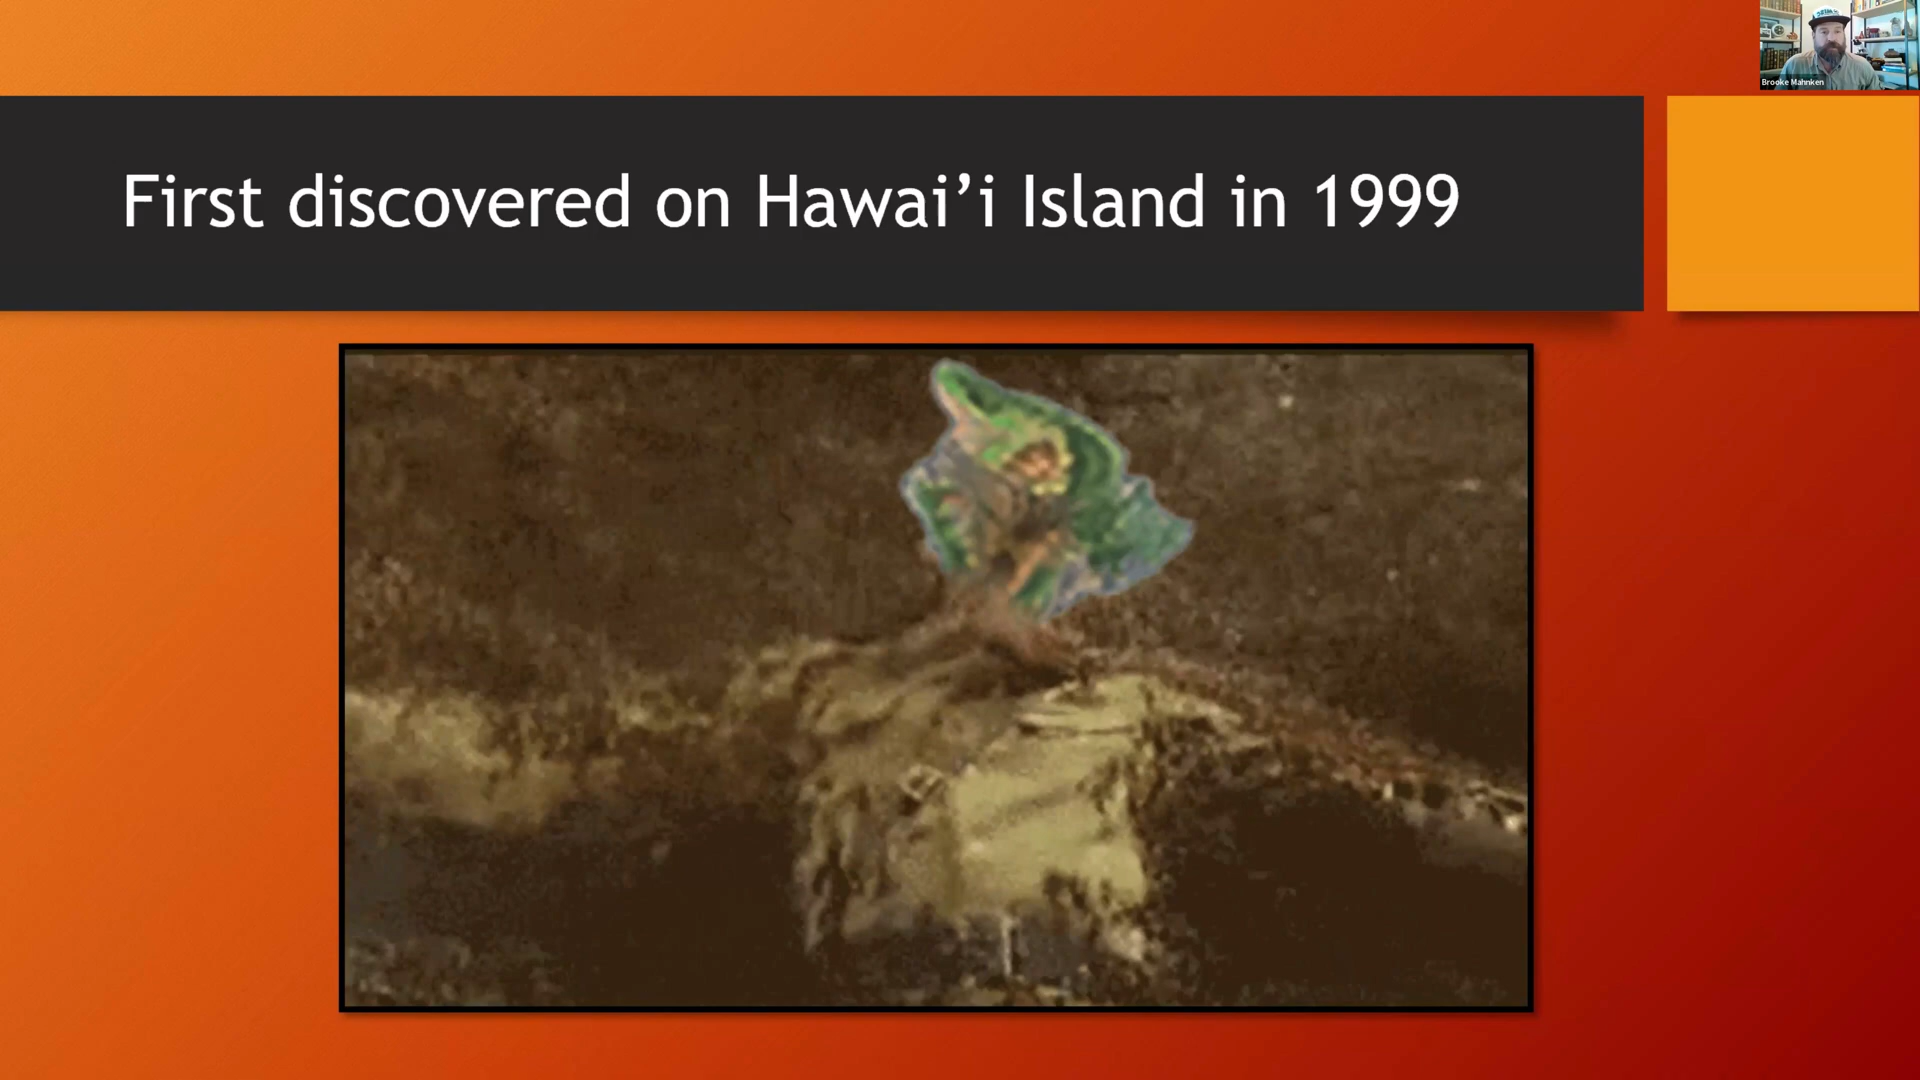 Brooke Mahnken
First discovered on Hawai’i Island in 1999